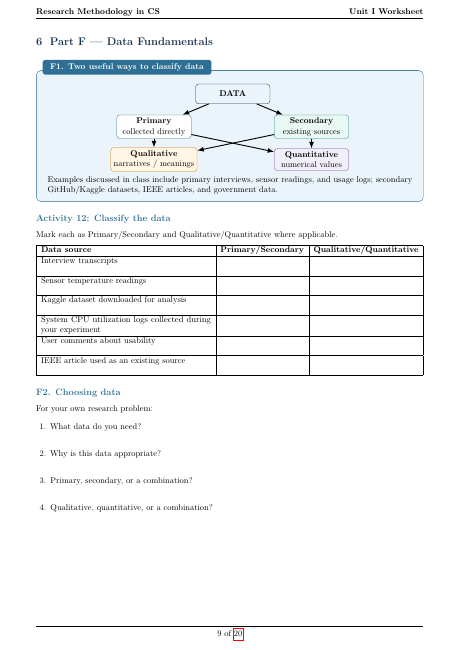 Research Methodology in CS Unit I Worksheet
6 Part F — Data Fundamentals
F1. Two useful ways to classify data
DATA
Primary
collected directly
Secondary
existing sources
Qualitative
narratives / meanings
Quantitative
numerical values
Examples discussed in class include primary interviews, sensor readings, and usage logs; secondary
GitHub/Kaggle datasets, IEEE articles, and government data.
Activity 12: Classify the data
Mark each as Primary/Secondary and Qualitative/Quantitative where applicable.
Data source Primary/Secondary Qualitative/Quantitative
Interview transcripts
Sensor temperature readings
Kaggle dataset downloaded for analysis
System CPU utilization logs collected during
your experiment
User comments about usability
IEEE article used as an existing source
F2. Choosing data
For your own research problem:
1. What data do you need?
2. Why is this data appropriate?
3. Primary, secondary, or a combination?
4. Qualitative, quantitative, or a combination?
9 of 20